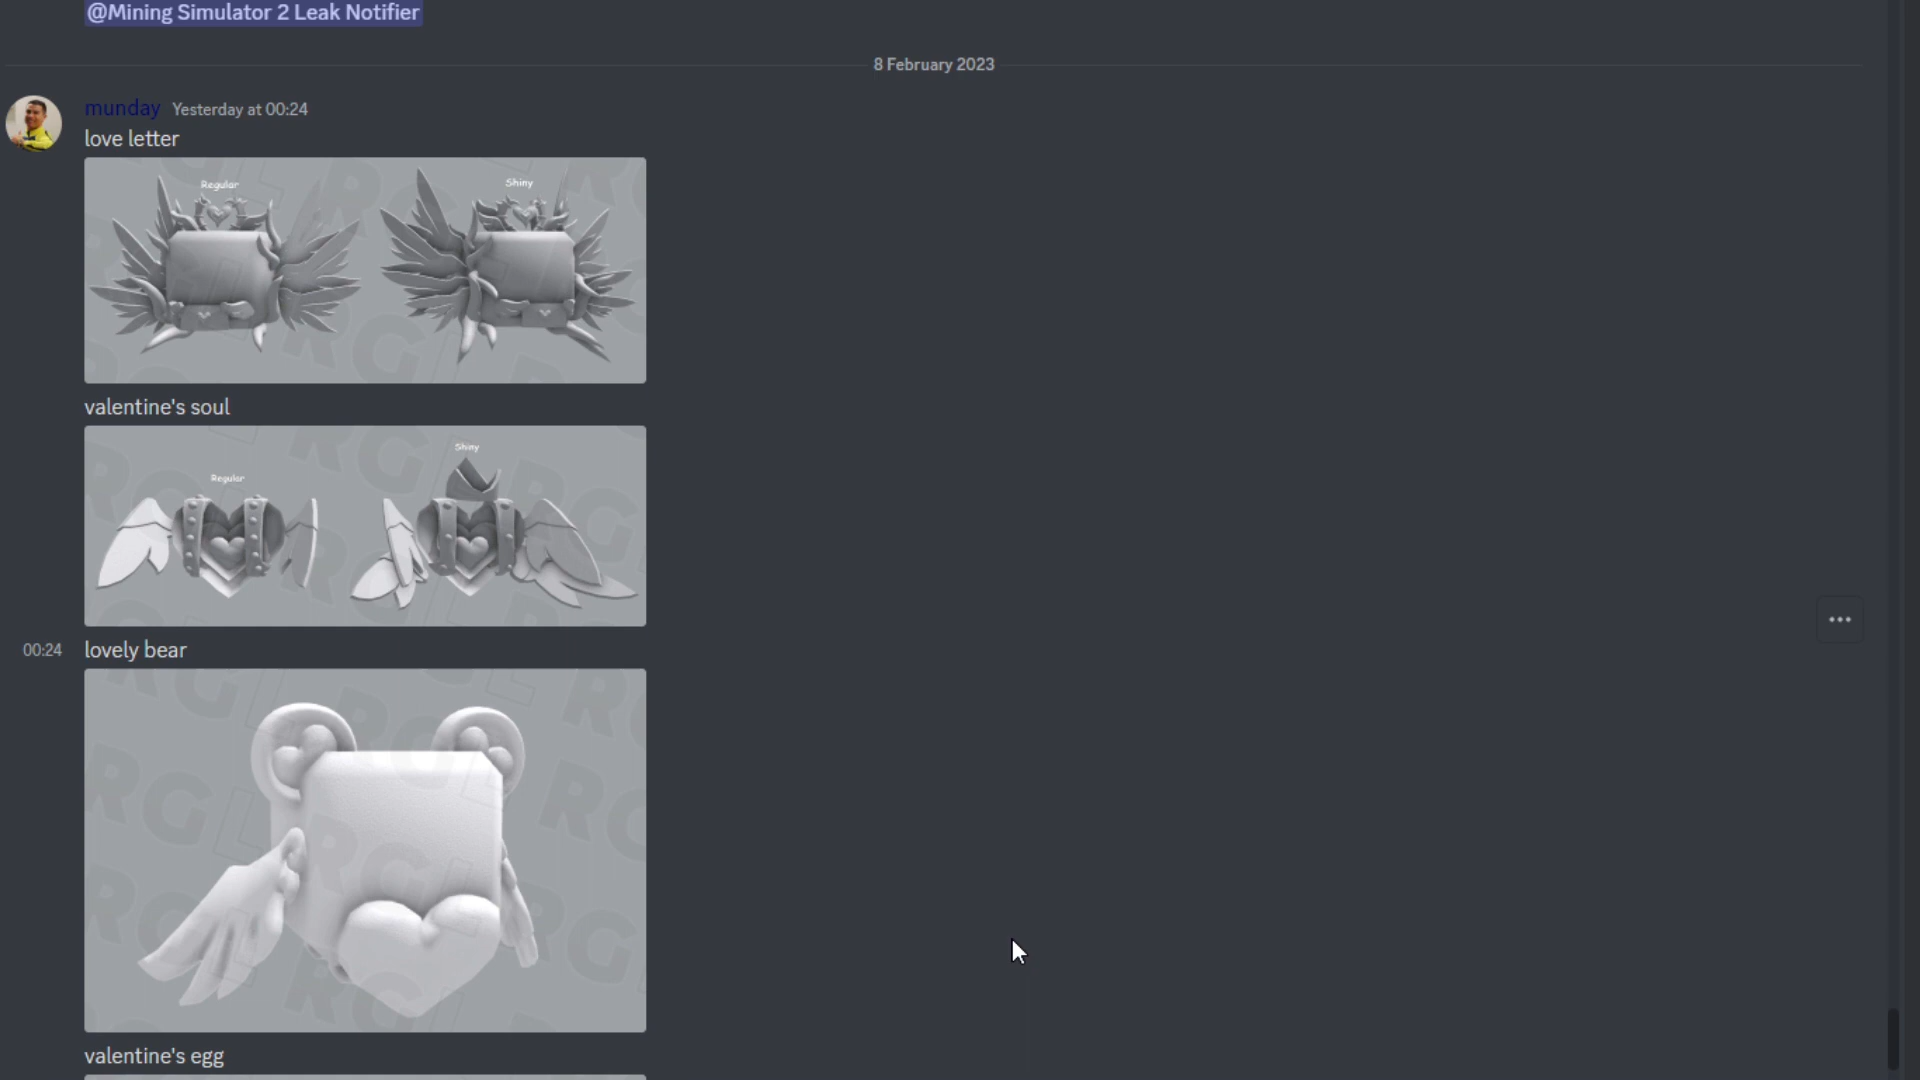 @Mining Simulator 2 Leak Notifier
8 February 2023
munday Yesterday at 00:24
love letter
Regular Shiny
valentine's soul
Shiny
Regular
00:24 lovely bear
RGL
valentine's egg